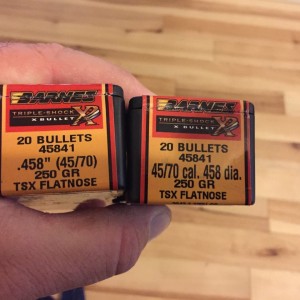 BARNES
TRIPLE-SHOCK X
X BULLET
20 BULLETS
45841
.458" (45/70)
250 GR
TSX FLATNOSE
BARNES
TRIPLE-SHOCK X
X BULLET
20 BULLETS
45841
45/70 cal. .458 dia.
250 GR
TSX FLATNOSE